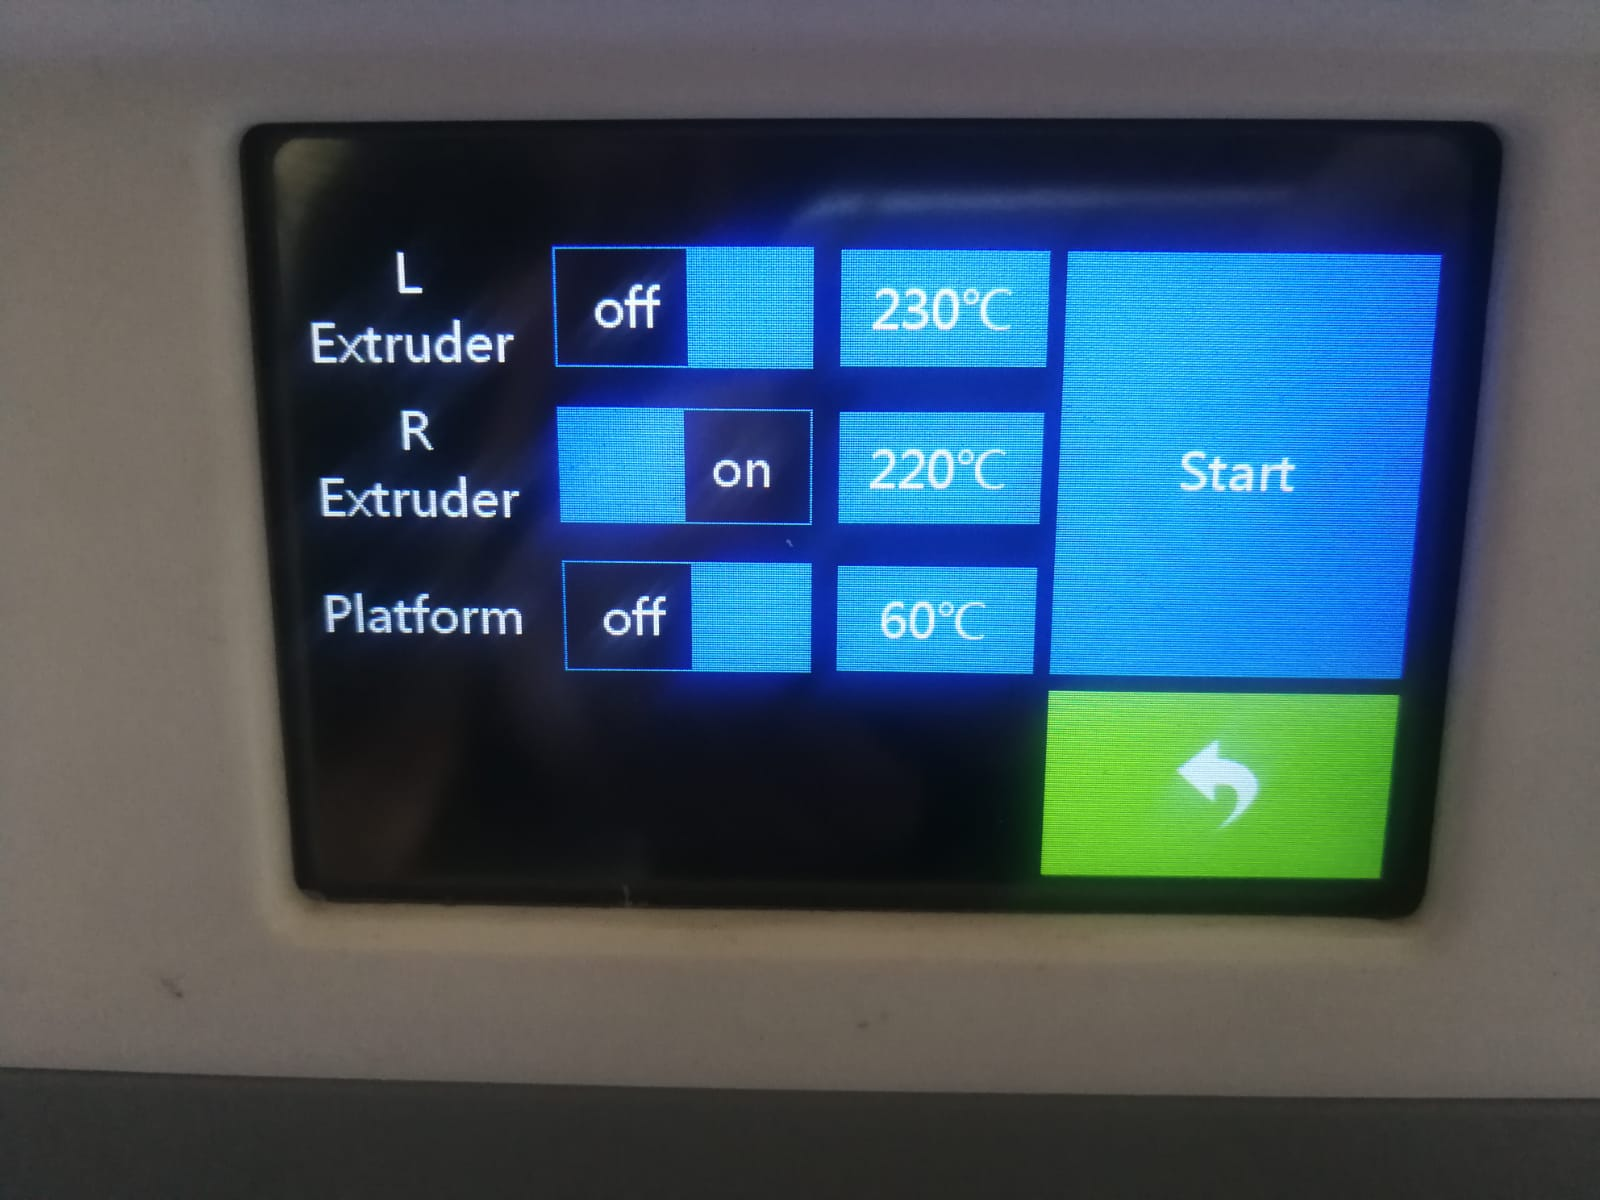 L
Extruder
off
230℃
R
Extruder
on
220℃
Start
Platform
off
60℃